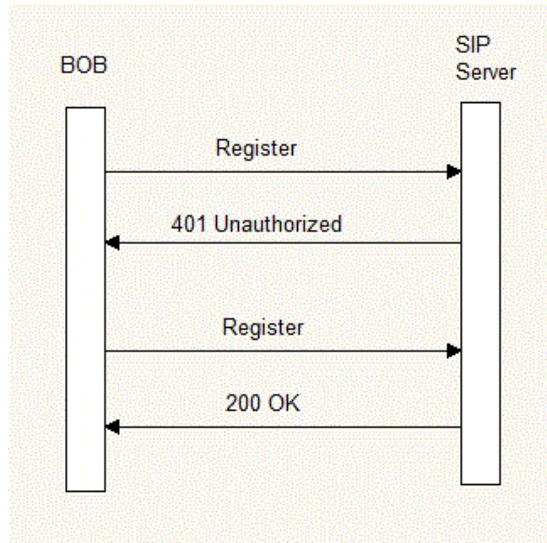 BOB
SIP
Server
Register
401 Unauthorized
Register
200 OK